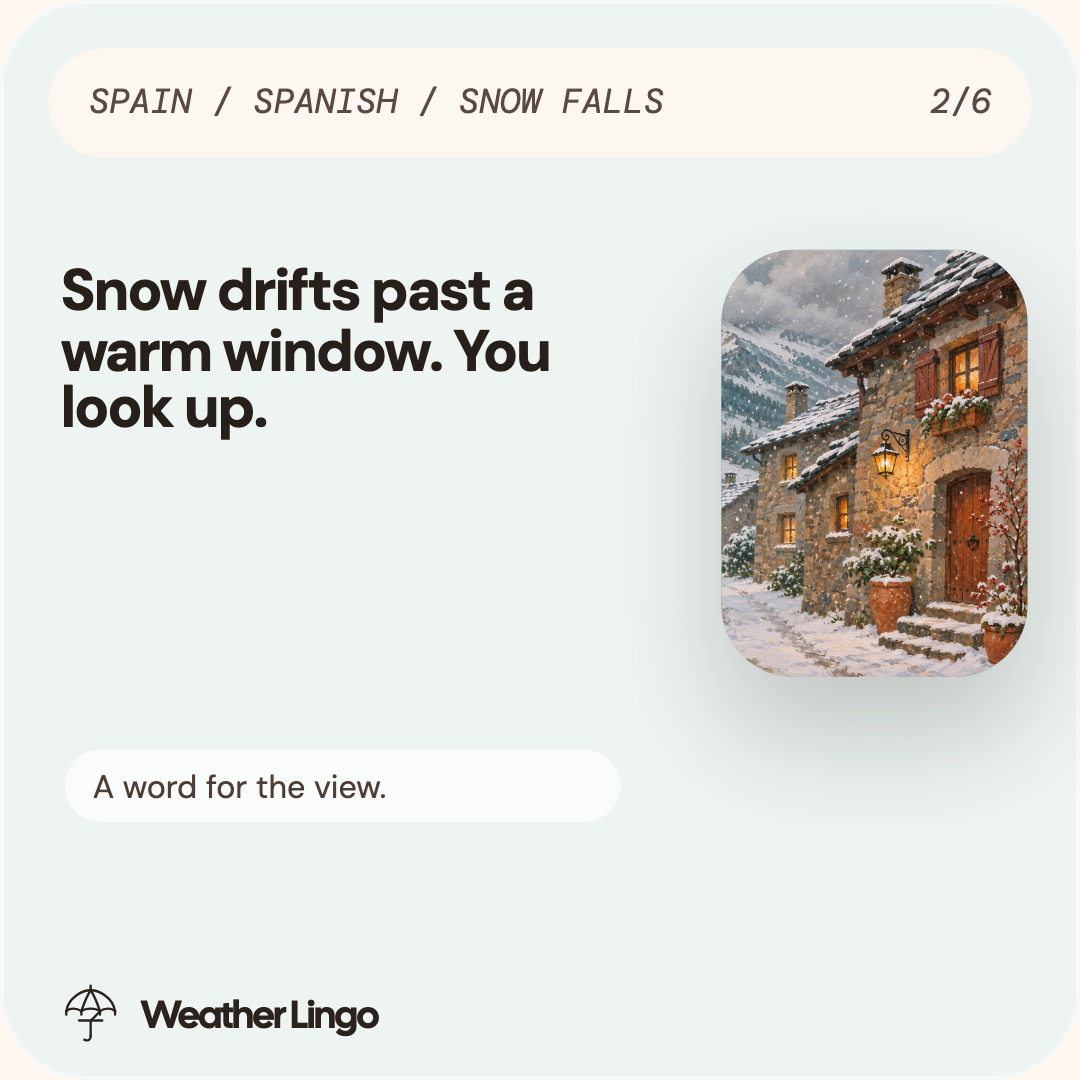 SPAIN / SPANISH / SNOW FALLS 2/6
Snow drifts past a
warm window. You
look up.
A word for the view.
Weather Lingo